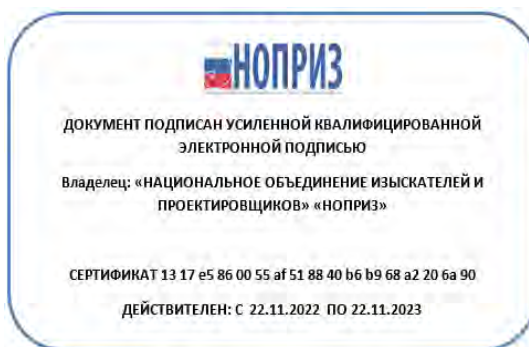 НОПРИЗ
ДОКУМЕНТ ПОДПИСАН УСИЛЕННОЙ КВАЛИФИЦИРОВАННОЙ
ЭЛЕКТРОННОЙ ПОДПИСЬЮ
Владелец: «НАЦИОНАЛЬНОЕ ОБЪЕДИНЕНИЕ ИЗЫСКАТЕЛЕЙ И
ПРОЕКТИРОВЩИКОВ» «НОПРИЗ»
СЕРТИФИКАТ 13 17 e5 86 00 55 af 51 88 40 b6 b9 68 a2 20 6a 90
ДЕЙСТВИТЕЛЕН: С 22.11.2022 ПО 22.11.2023